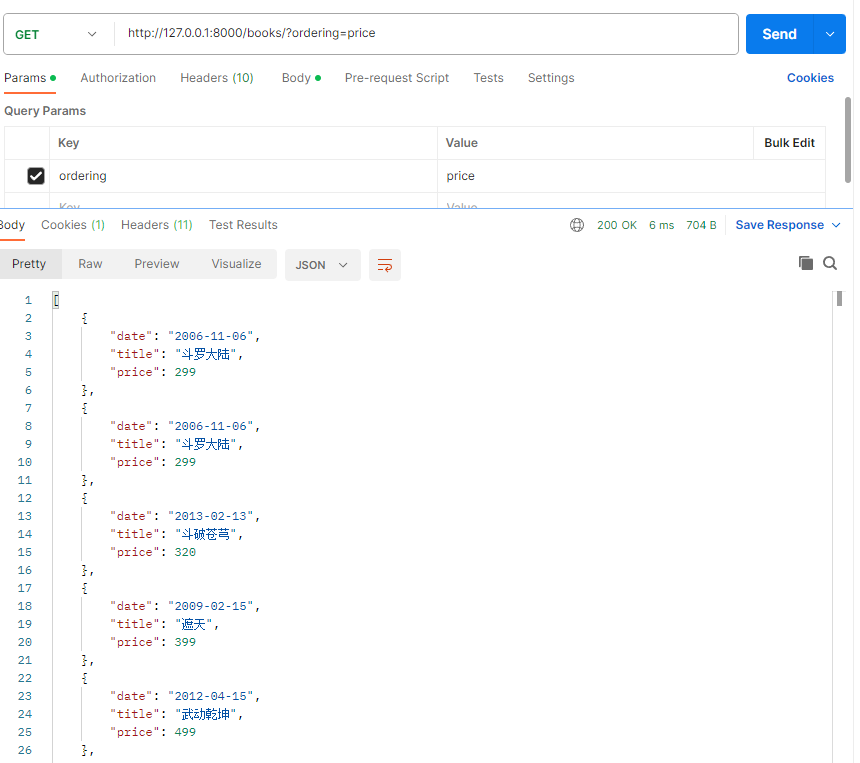 GET http://127.0.0.1:8000/books/?ordering=price Send
Params Authorization Headers (10) Body Pre-request Script Tests Settings Cookies
Query Params
Key Value Bulk Edit
ordering price
Key Value
Body Cookies (1) Headers (11) Test Results 200 OK 6 ms 704 B Save Response
Pretty Raw Preview Visualize JSON
1 [
2 {
3 "date": "2006-11-06",
4 "title": "斗罗大陆",
5 "price": 299
6 },
7 {
8 "date": "2006-11-06",
9 "title": "斗罗大陆",
10 "price": 299
11 },
12 {
13 "date": "2013-02-13",
14 "title": "斗破苍芎",
15 "price": 320
16 },
17 {
18 "date": "2009-02-15",
19 "title": "遮天",
20 "price": 399
21 },
22 {
23 "date": "2012-04-15",
24 "title": "武动乾坤",
25 "price": 499
26 },